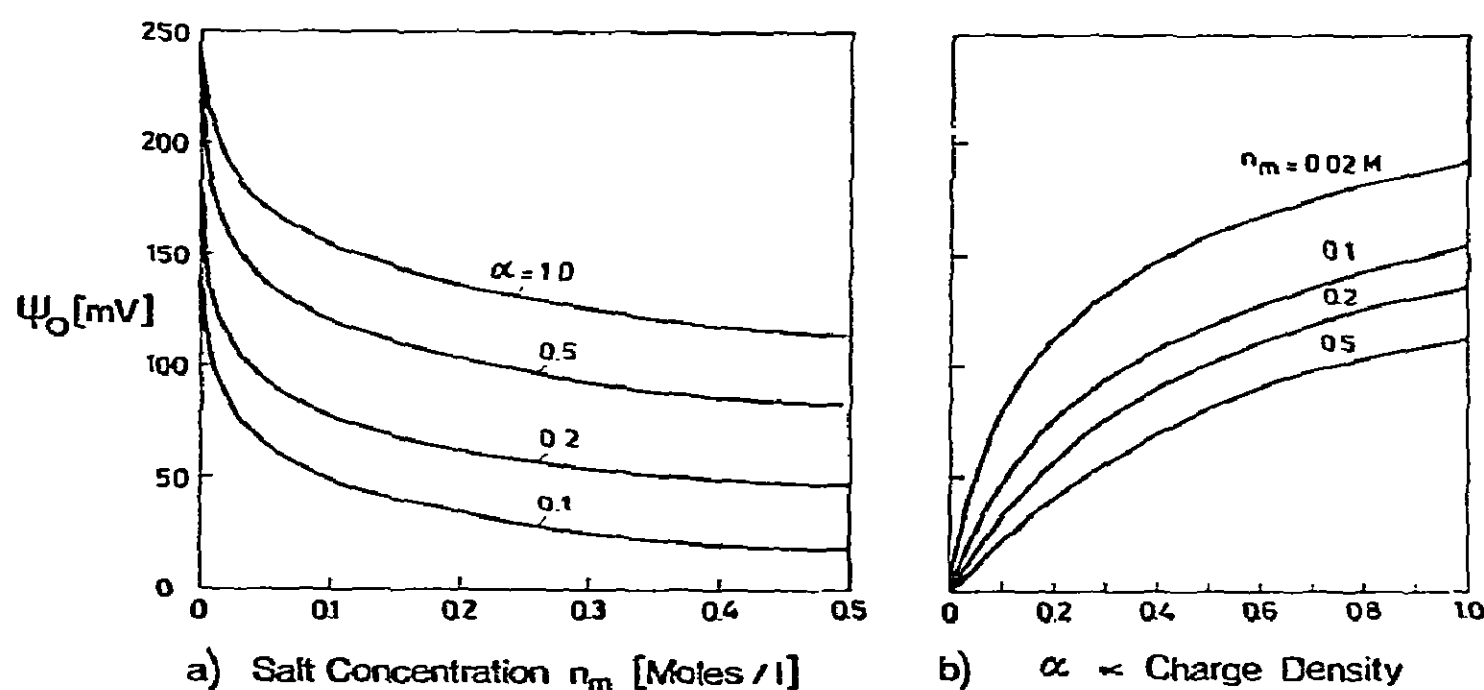 250
200
150
100
50
0
Ψ₀[mV]
α = 1.0
0.5
0.2
0.1
0 0.1 0.2 0.3 0.4 0.5
a) Salt Concentration nₘ [Moles / l]
nₘ = 0.02 M
0.1
0.2
0.5
0 0.2 0.4 0.6 0.8 1.0
b) α ∝ Charge Density